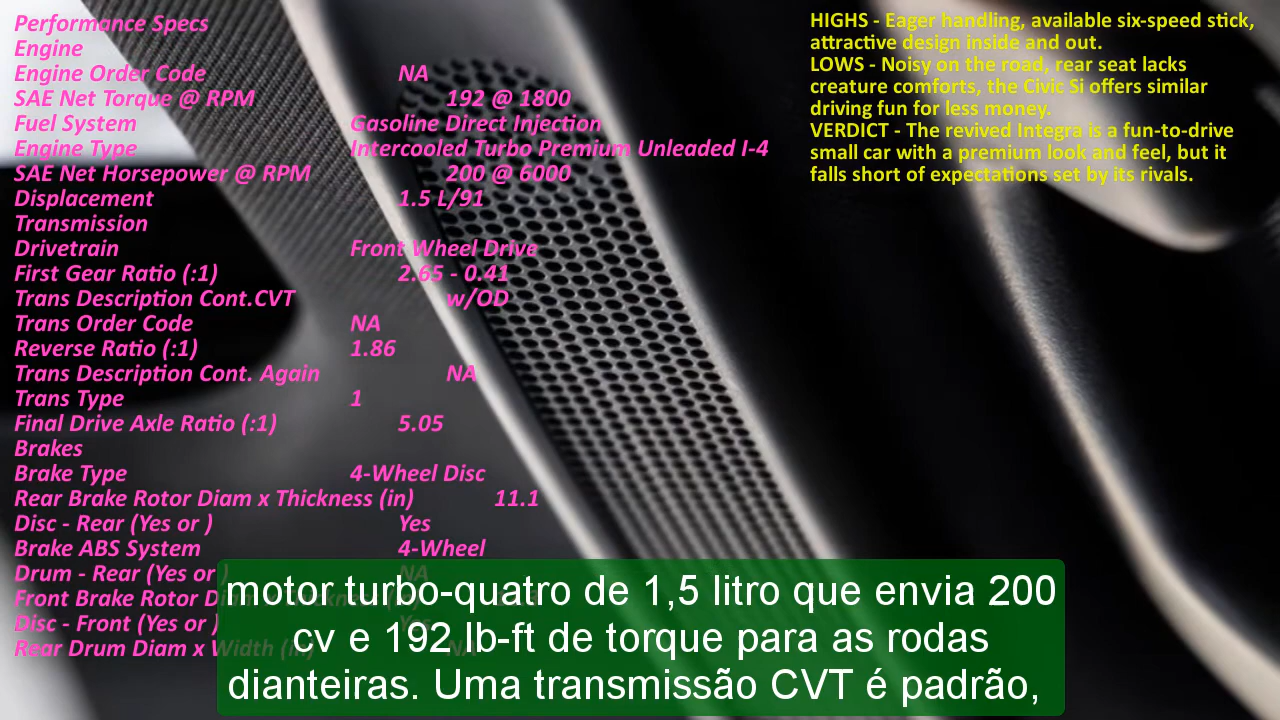 Performance Specs
Engine
Engine Order Code NA
SAE Net Torque @ RPM 192 @ 1800
Fuel System Gasoline Direct Injection
Engine Type Intercooled Turbo Premium Unleaded I-4
SAE Net Horsepower @ RPM 200 @ 6000
Displacement 1.5 L/91
Transmission
Drivetrain Front Wheel Drive
First Gear Ratio (:1) 2.65 - 0.41
Trans Description Cont.CVT w/OD
Trans Order Code NA
Reverse Ratio (:1) 1.86
Trans Description Cont. Again NA
Trans Type 1
Final Drive Axle Ratio (:1) 5.05
Brakes
Brake Type 4-Wheel Disc
Rear Brake Rotor Diam x Thickness (in) 11.1
Disc - Rear (Yes or ) Yes
Brake ABS System 4-Wheel
Drum - Rear (Yes or ) NA
Front Brake Rotor Diam x Thickness (in)
Disc - Front (Yes or ) Yes
Rear Drum Diam x Width (in) NA
HIGHS - Eager handling, available six-speed stick,
attractive design inside and out.
LOWS - Noisy on the road, rear seat lacks
creature comforts, the Civic Si offers similar
driving fun for less money.
VERDICT - The revived Integra is a fun-to-drive
small car with a premium look and feel, but it
falls short of expectations set by its rivals.
motor turbo-quatro de 1,5 litro que envia 200
cv e 192 lb-ft de torque para as rodas
dianteiras. Uma transmissão CVT é padrão,